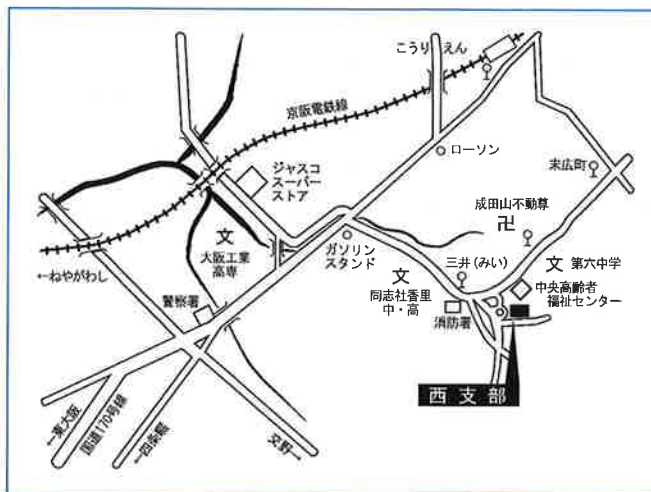 こうりえん
京阪電鉄線
ローソン
ジャスコ
スーパー
ストア
末広町
成田山不動尊
卍
文
大阪工業
高専
ガソリン
スタンド
三井(みい)
文 第六中学
文
同志社香里
中・高
中央高齢者
福祉センター
←ねやがわし
警察署
消防署
西支部
←東大阪
国道170号線
←四条畷
交野→